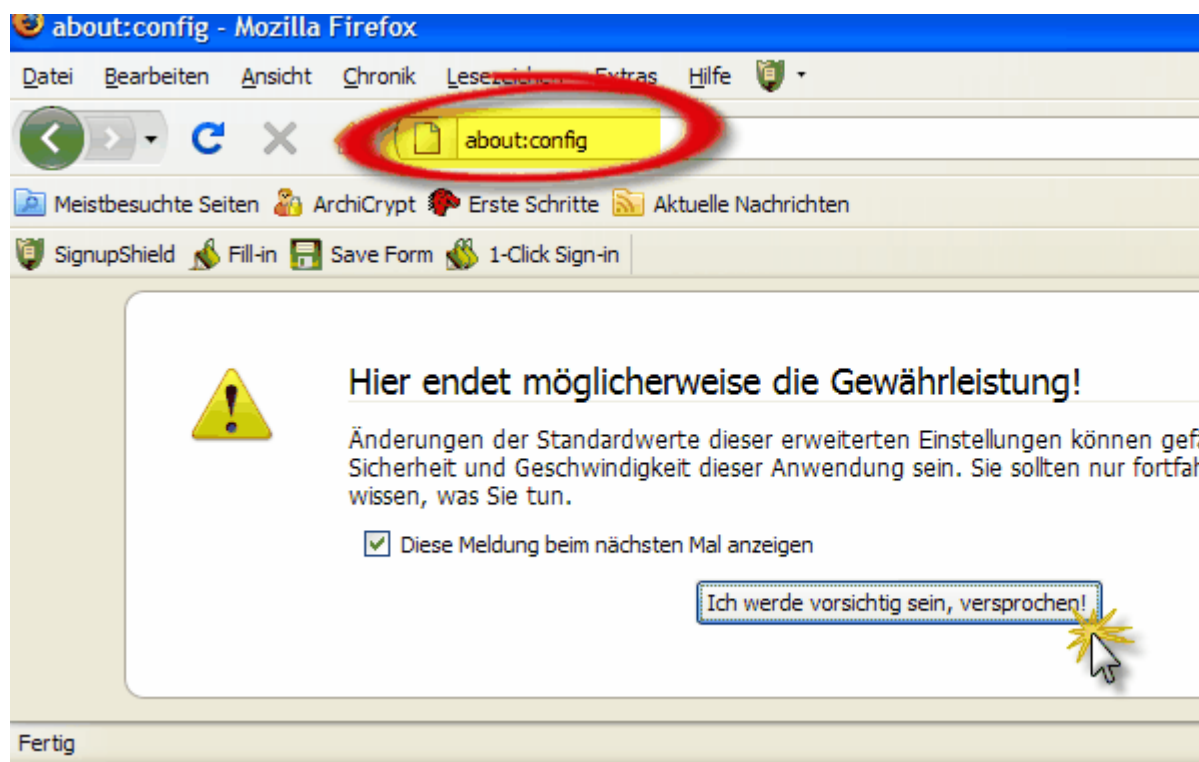 about:config - Mozilla Firefox
Datei Bearbeiten Ansicht Chronik Lesezeichen Extras Hilfe
about:config
Meistbesuchte Seiten ArchiCrypt Erste Schritte Aktuelle Nachrichten
SignupShield Fill-in Save Form 1-Click Sign-in
Hier endet möglicherweise die Gewährleistung!
Änderungen der Standardwerte dieser erweiterten Einstellungen können
Sicherheit und Geschwindigkeit dieser Anwendung sein. Sie sollten nur
wissen, was Sie tun.
Diese Meldung beim nächsten Mal anzeigen
Ich werde vorsichtig sein, versprochen!
Fertig